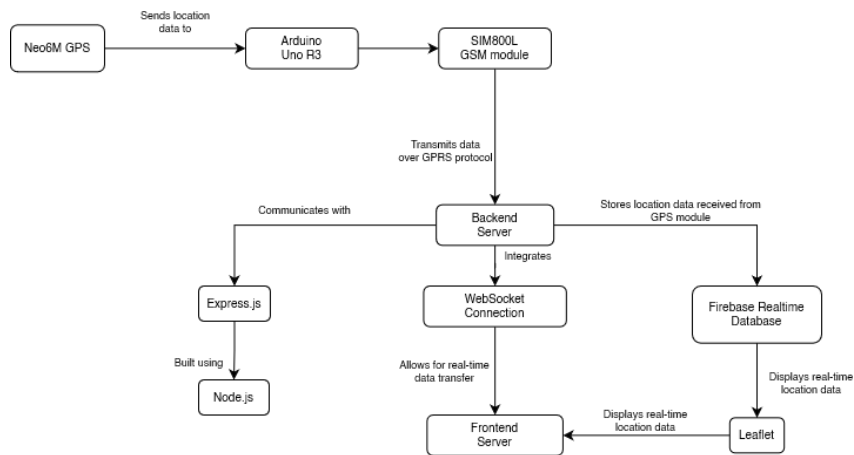 Sends location
data to
Neo6M GPS
Arduino
Uno R3
SIM800L
GSM module
Transmits data
over GPRS protocol
Communicates with
Backend
Server
Stores location data received from
GPS module
Integrates
Express.js
WebSocket
Connection
Firebase Realtime
Database
Built using
Allows for real-time
data transfer
Displays real-time
location data
Node.js
Frontend
Server
Displays real-time
location data
Leaflet